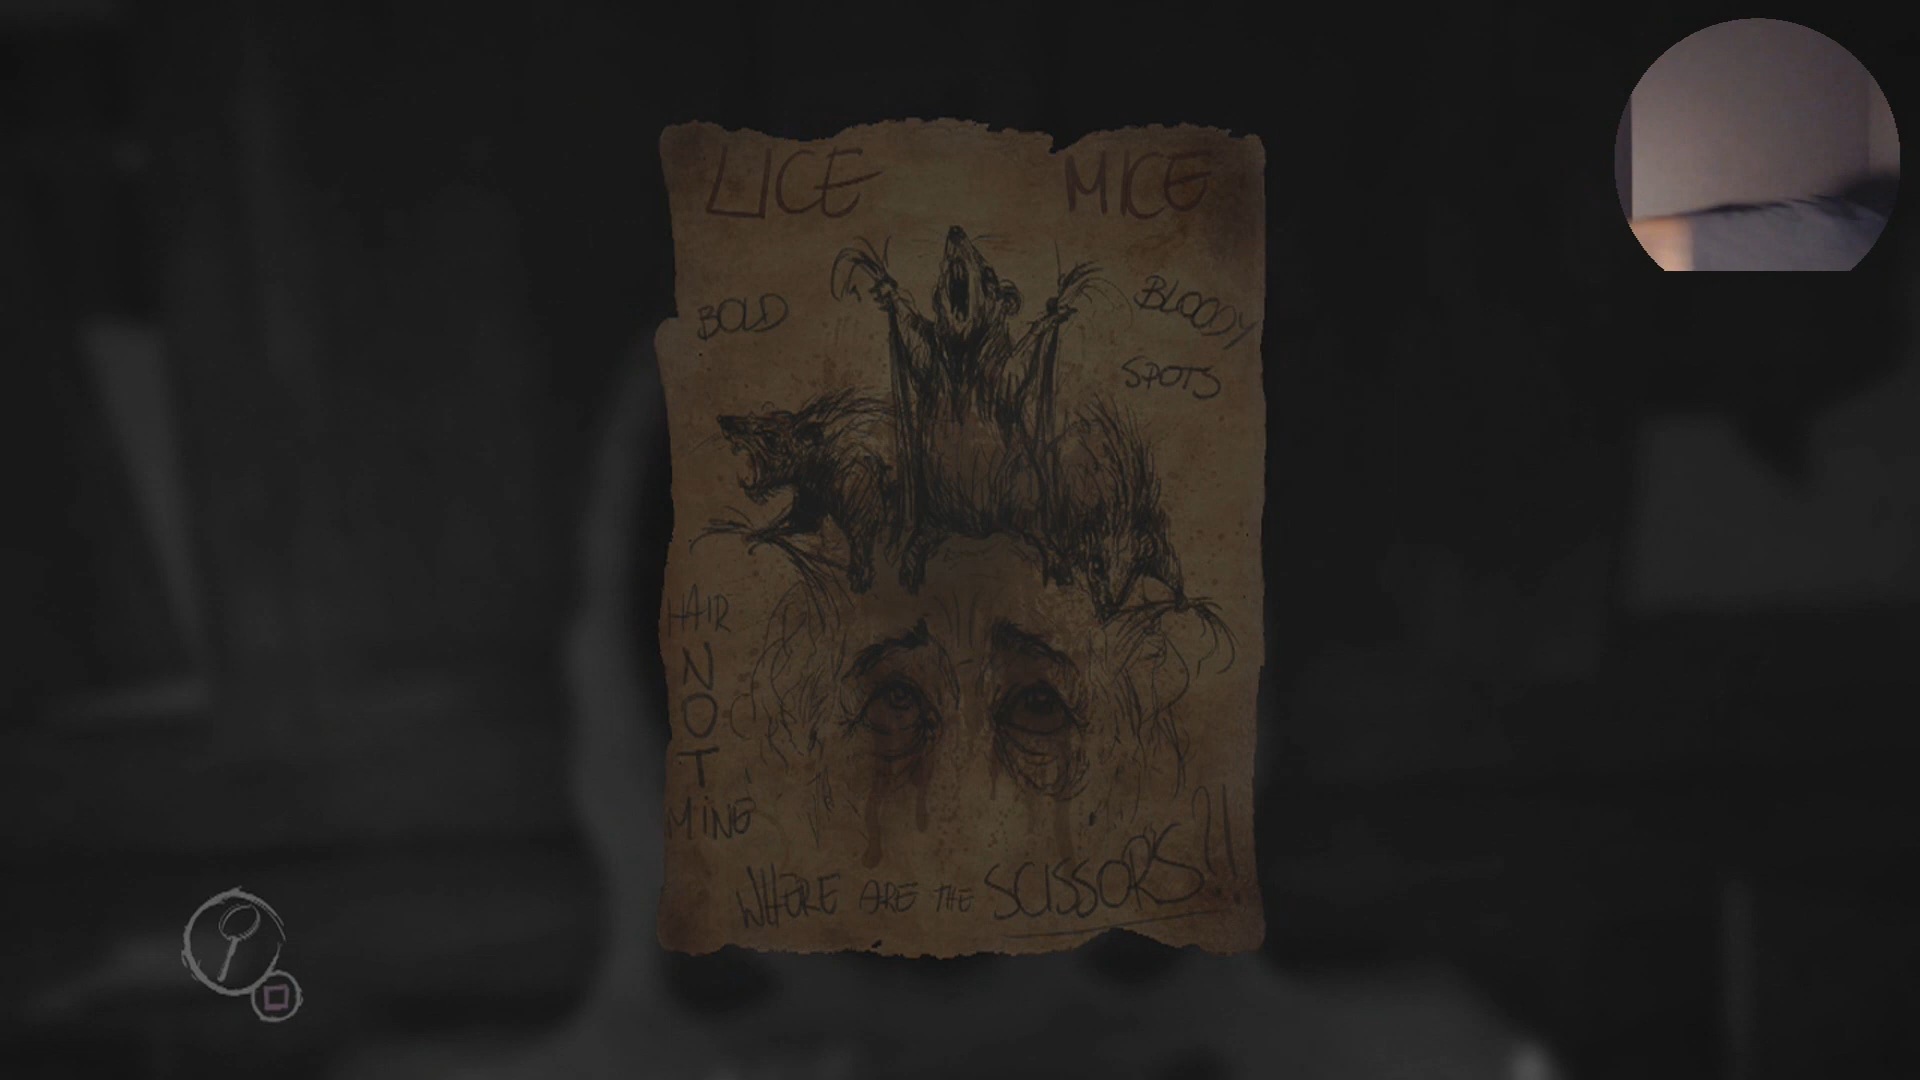 LICE MICE
BOLD
BLOODY
SPOTS
HAIR
NOT
MINE
WHERE ARE THE SCISSORS?!